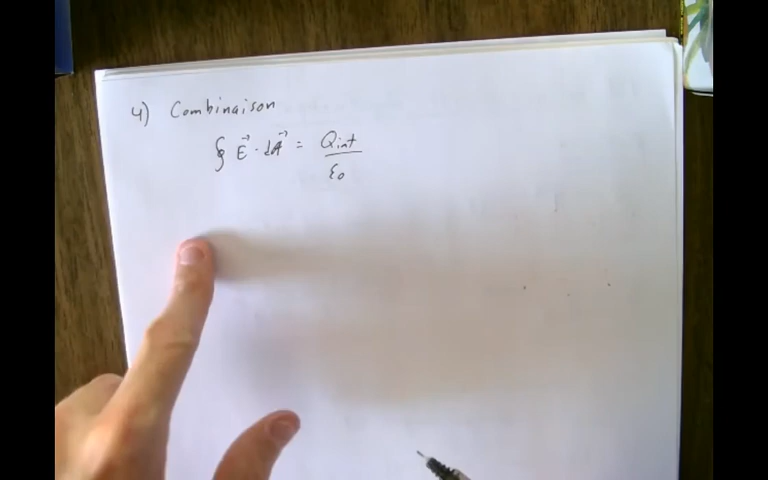 4) Combinaison
∮ E⃗ · dA⃗ = Qint / ε0